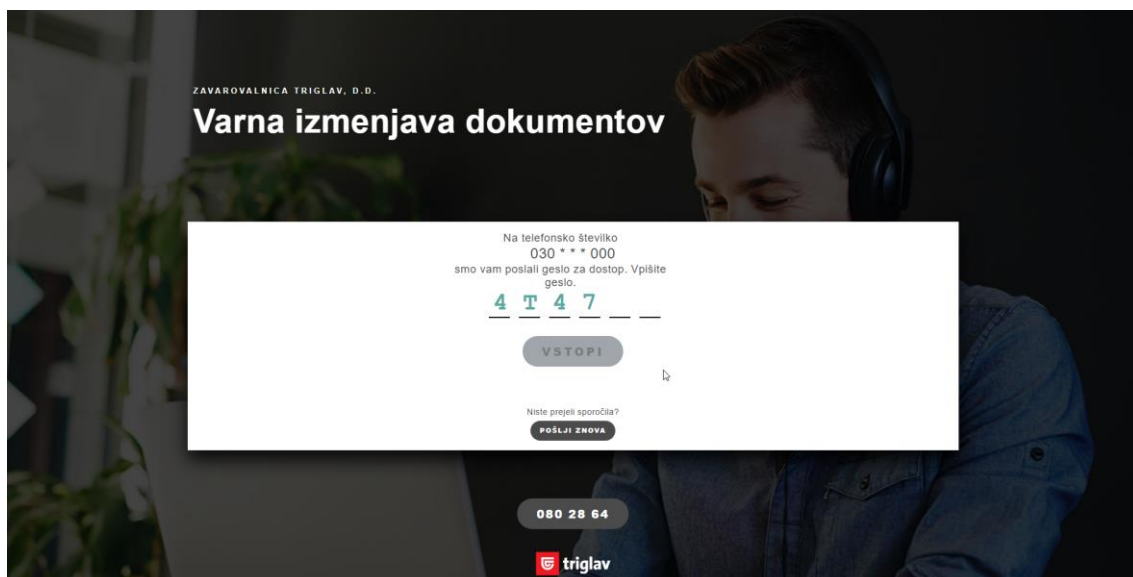 ZAVAROVALNICA TRIGLAV, D.D.
Varna izmenjava dokumentov
Na telefonsko število
030 * * * 000
smo vam poslali geslo za dostop. Vpišite
geslo.
4 T 4 7 _ _
VSTOPI
Niste prejeli sporočila?
POŠLJI ZNOVA
080 28 64
triglav